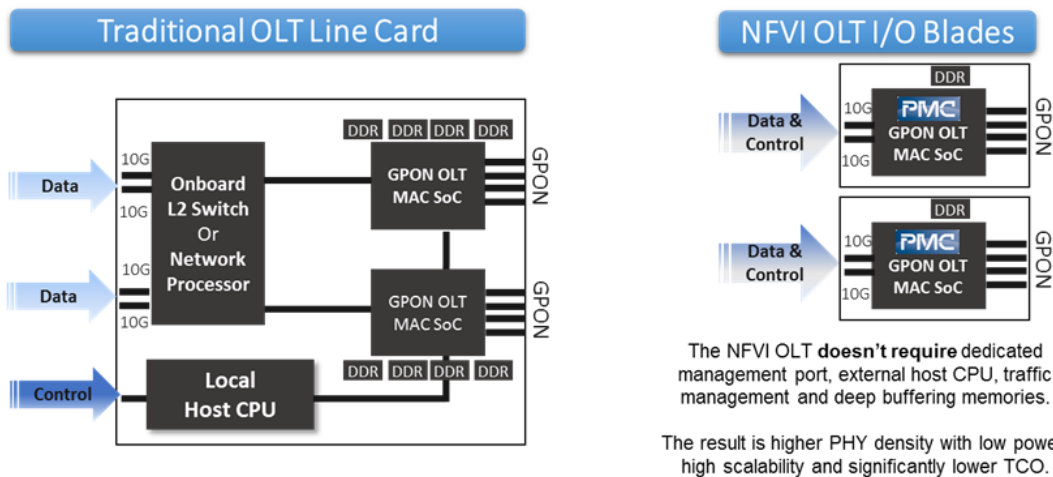 Traditional OLT Line Card
DDR DDR DDR DDR
10G
Data
10G
Onboard
L2 Switch
Or
Network
Processor
GPON OLT
MAC SoC
GPON
10G
Data
10G
GPON OLT
MAC SoC
GPON
DDR DDR DDR DDR
Control
Local
Host CPU
NFVI OLT I/O Blades
DDR
Data &
Control
10G
10G
PMC
GPON OLT
MAC SoC
GPON
DDR
Data &
Control
10G
10G
PMC
GPON OLT
MAC SoC
GPON
The NFVI OLT doesn't require dedicated
management port, external host CPU, traffic
management and deep buffering memories.
The result is higher PHY density with low powe
high scalability and significantly lower TCO.